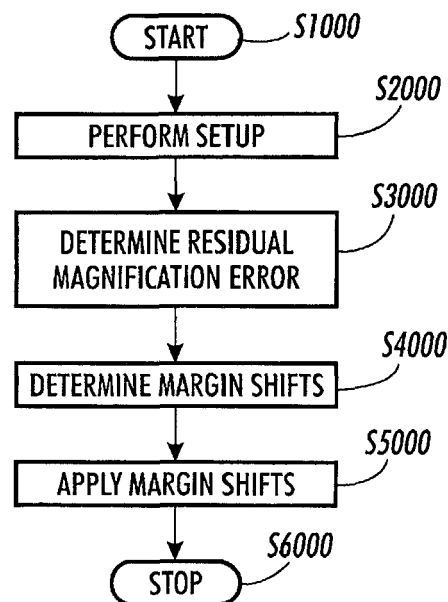 START
S1000
S2000
PERFORM SETUP
S3000
DETERMINE RESIDUAL
MAGNIFICATION ERROR
S4000
DETERMINE MARGIN SHIFTS
S5000
APPLY MARGIN SHIFTS
S6000
STOP